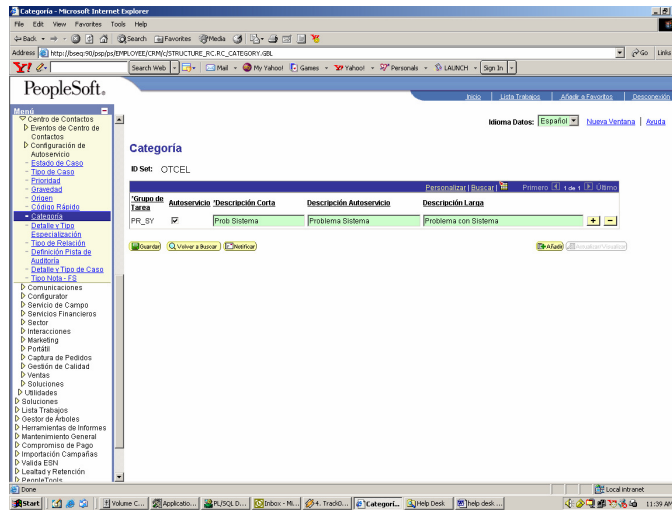 Categoría - Microsoft Internet Explorer
File Edit View Favorites Tools Help
Back Search Favorites Media
Address http://bseq:90/psp/ps/EMPLOYEE/CRM/c/STRUCTURE_RC.RC_CATEGORY.GBL Go Links
Y! Search Web Mail My Yahoo! Games Yahoo! Personals LAUNCH Sign In
PeopleSoft.
Inicio Lista Trabajos Añadir a Favoritos Desconexión
Menú
Centro de Contactos
Eventos de Centro de Contactos
Configuración de Autoservicio
Estado de Caso
Tipo de Caso
Prioridad
Gravedad
Origen
Código Rápido
Categoría
Detalle y Tipo Especialización
Tipo de Relación
Definición Pista de Auditoría
Detalle y Tipo de Caso
Tipo Nota - FS
Comunicaciones
Configurator
Servicio de Campo
Servicios Financieros
Sector
Interacciones
Marketing
Portátil
Captura de Pedidos
Gestión de Calidad
Ventas
Soluciones
Utilidades
Soluciones
Lista Trabajos
Gestor de Árboles
Herramientas de Informes
Mantenimiento General
Compromiso de Pago
Importación Campañas
Valida ESN
Lealtad y Retención
PeopleTools
Idioma Datos: Español Nueva Ventana | Ayuda
Categoría
ID Set: OTCEL
Personalizar | Buscar | Primero 1 de 1 Último
*Grupo de Tarea Autoservicio *Descripción Corta Descripción Autoservicio Descripción Larga
PR_SY Prob Sistema Problema Sistema Problema con Sistema + -
Guardar Volver a Buscar Notificar Añadir Actualizar/Visualizar
Done Local intranet
Start Volume C... Applicatio... PL/SQL D... Inbox - Mi... 4. TrackO... Categorí... Help Desk help desk ... 11:39 AM